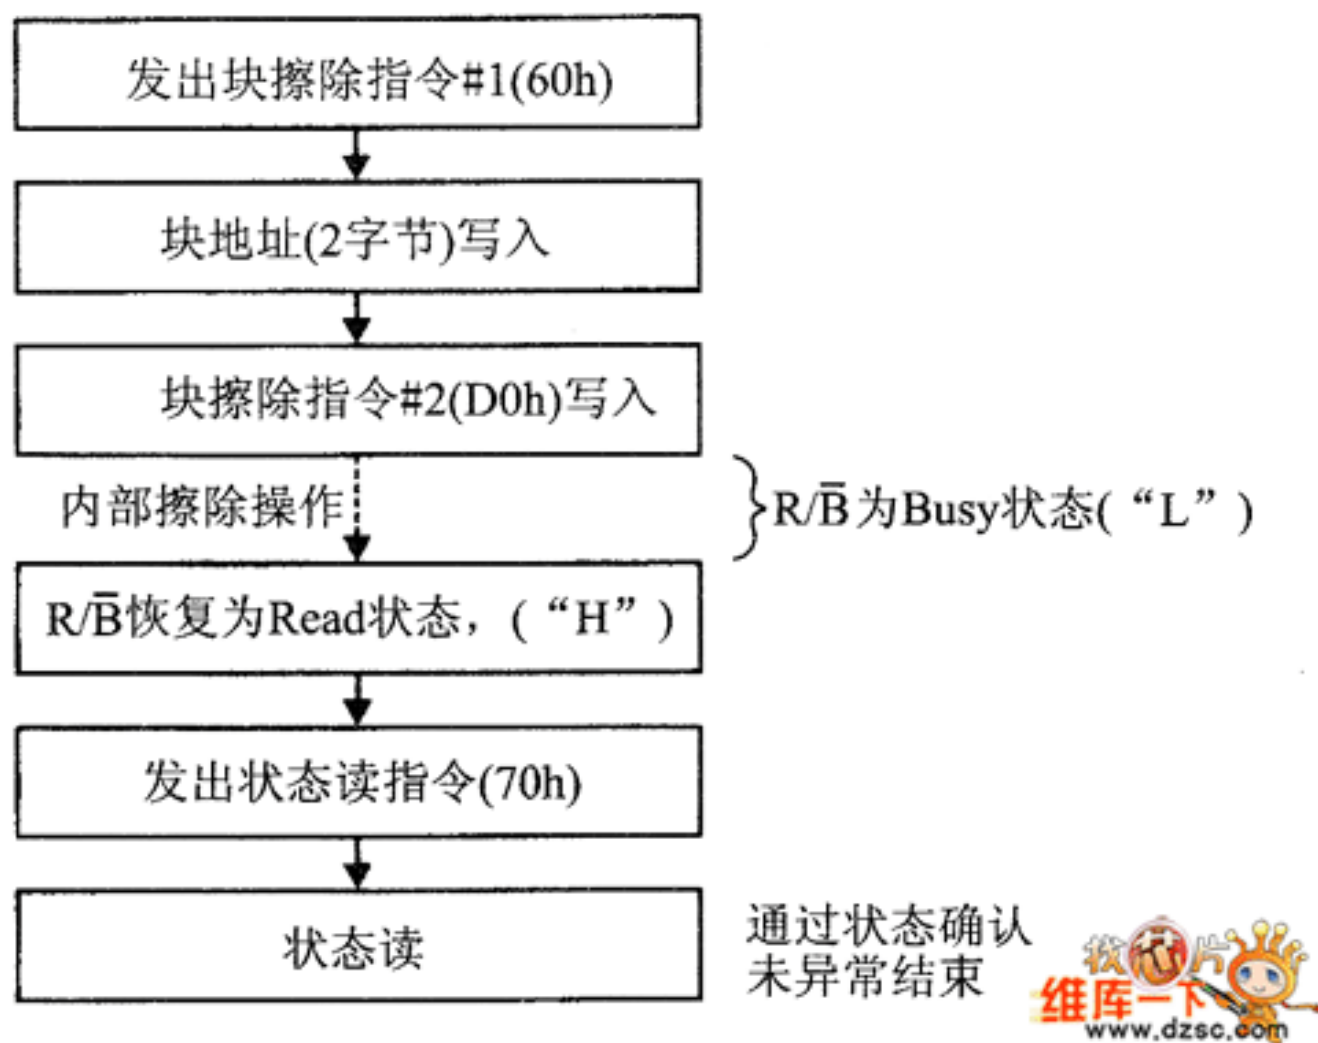 发出块擦除指令#1(60h)
块地址(2字节)写入
块擦除指令#2(D0h)写入
内部擦除操作
R/B̅为Busy状态(“L”)
R/B̅恢复为Read状态，(“H”)
发出状态读指令(70h)
状态读
通过状态确认
未异常结束
找芯片
维库一下
www.dzsc.com